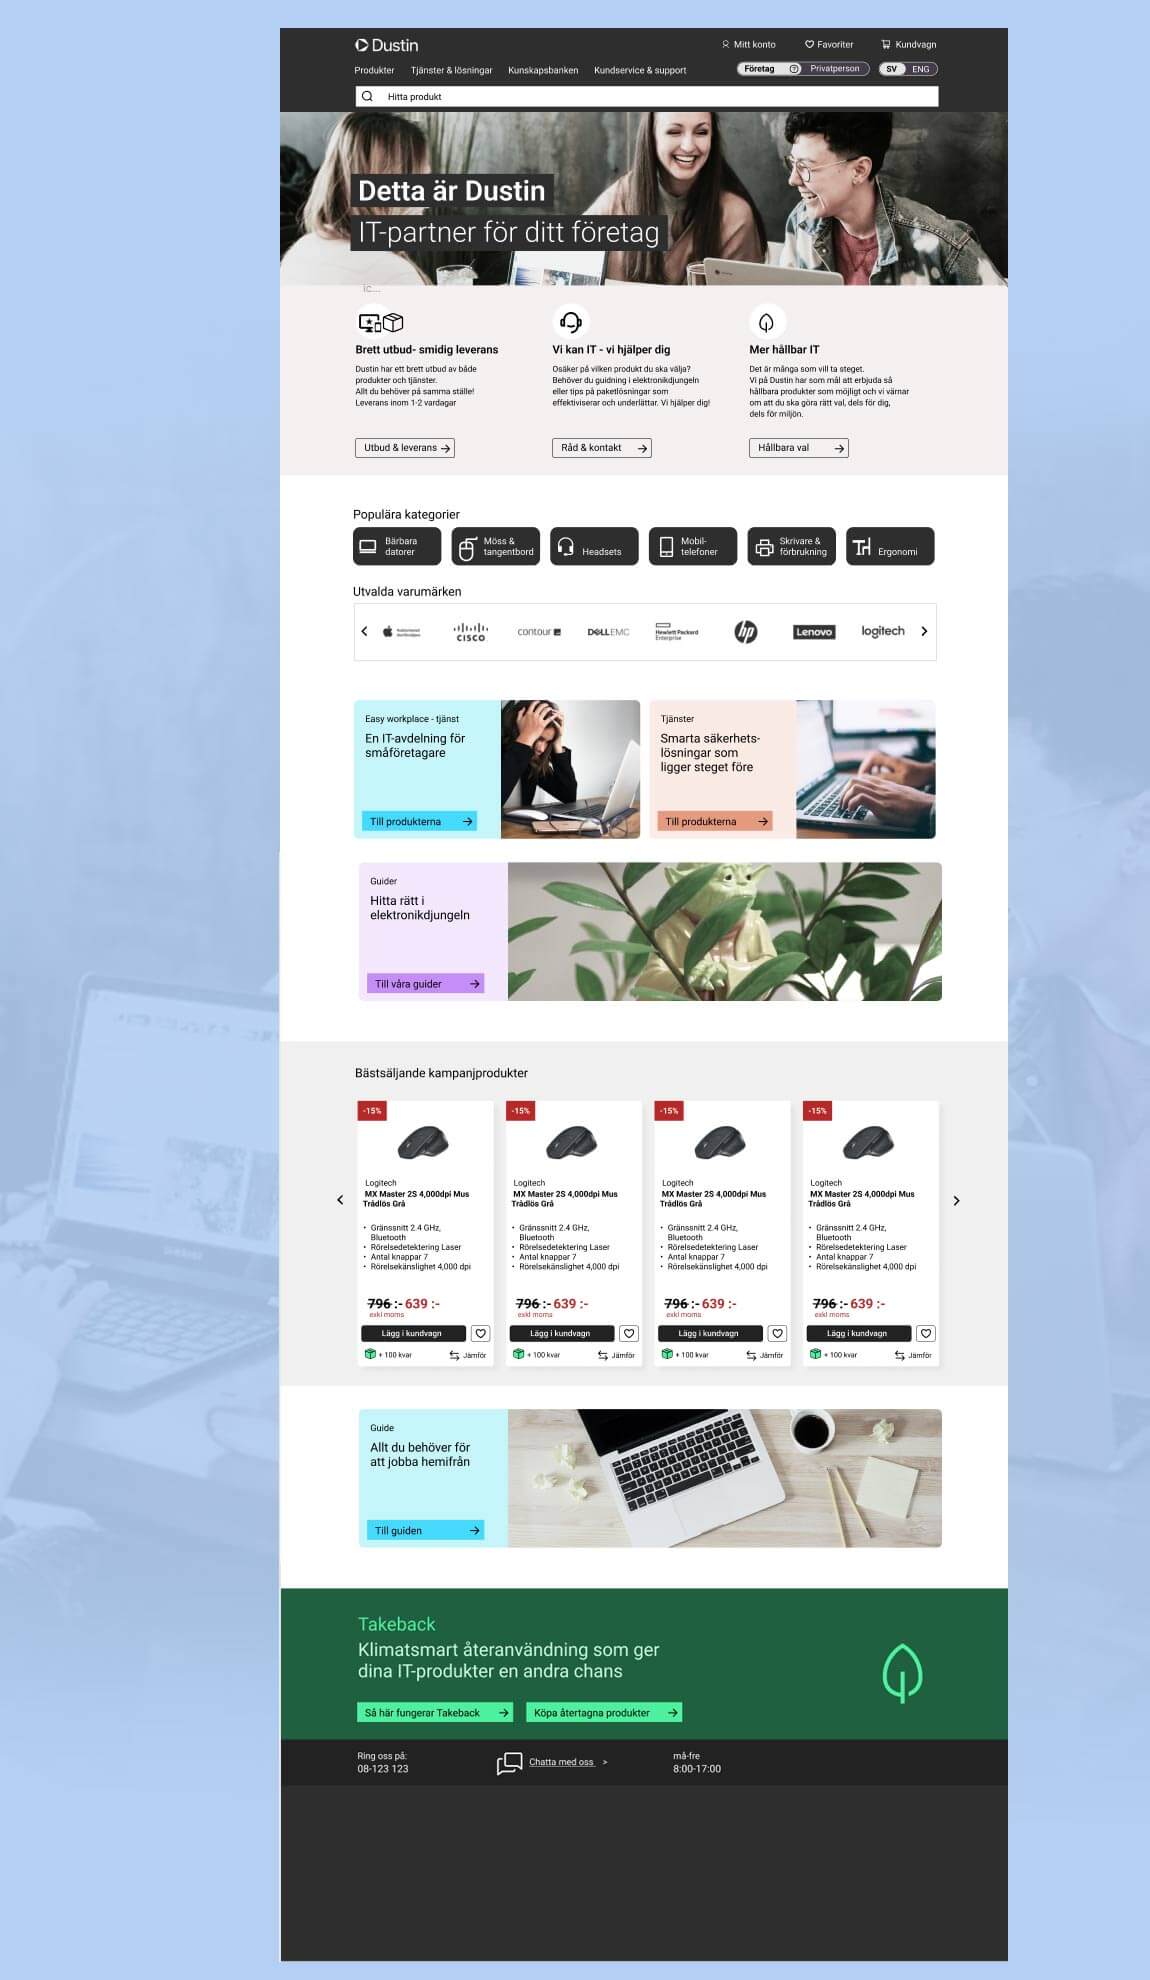 Dustin
Mitt konto
Favoriter
Kundvagn
Produkter
Tjänster & lösningar
Kunskapsbanken
Kundservice & support
Företag
Privatperson
SV
ENG
Hitta produkt
Detta är Dustin
IT-partner för ditt företag
ic...
Brett utbud- smidig leverans
Dustin har ett brett utbud av både
produkter och tjänster.
Allt du behöver på samma ställe!
Leverans inom 1-2 vardagar
Utbud & leverans
Vi kan IT - vi hjälper dig
Osäker på vilken produkt du ska välja?
Behöver du guidning i elektronikdjungeln
eller tips på paketlösningar som
effektiviserar och underlättar. Vi hjälper dig!
Råd & kontakt
Mer hållbar IT
Det är många som vill ta steget.
Vi på Dustin har som mål att erbjuda så
hållbara produkter som möjligt och vi värnar
om att du ska göra rätt val, dels för dig,
dels för miljön.
Hållbara val
Populära kategorier
Bärbara
datorer
Möss &
tangentbord
Headsets
Mobil-
telefoner
Skrivare &
förbrukning
Ergonomi
Utvalda varumärken
CISCO
contour
DELLEMC
Hewlett Packard
Enterprise
hp
Lenovo
logitech
Easy workplace - tjänst
En IT-avdelning för
småföretagare
Till produkterna
Tjänster
Smarta säkerhets-
lösningar som
ligger steget före
Till produkterna
Guider
Hitta rätt i
elektronikdjungeln
Till våra guider
Bästsäljande kampanjprodukter
-15%
Logitech
MX Master 2S 4,000dpi Mus
Trådlös Grå
• Gränssnitt 2.4 GHz,
Bluetooth
• Rörelsedetektering Laser
• Antal knappar 7
• Rörelsekänslighet 4,000 dpi
796 :- 639 :-
exkl moms
Lägg i kundvagn
+ 100 kvar
Jämför
-15%
Logitech
MX Master 2S 4,000dpi Mus
Trådlös Grå
• Gränssnitt 2.4 GHz,
Bluetooth
• Rörelsedetektering Laser
• Antal knappar 7
• Rörelsekänslighet 4,000 dpi
796 :- 639 :-
exkl moms
Lägg i kundvagn
+ 100 kvar
Jämför
-15%
Logitech
MX Master 2S 4,000dpi Mus
Trådlös Grå
• Gränssnitt 2.4 GHz,
Bluetooth
• Rörelsedetektering Laser
• Antal knappar 7
• Rörelsekänslighet 4,000 dpi
796 :- 639 :-
exkl moms
Lägg i kundvagn
+ 100 kvar
Jämför
-15%
Logitech
MX Master 2S 4,000dpi Mus
Trådlös Grå
• Gränssnitt 2.4 GHz,
Bluetooth
• Rörelsedetektering Laser
• Antal knappar 7
• Rörelsekänslighet 4,000 dpi
796 :- 639 :-
exkl moms
Lägg i kundvagn
+ 100 kvar
Jämför
Guide
Allt du behöver för
att jobba hemifrån
Till guiden
Takeback
Klimatsmart återanvändning som ger
dina IT-produkter en andra chans
Så här fungerar Takeback
Köpa återtagna produkter
Ring oss på:
08-123 123
Chatta med oss >
må-fre
8:00-17:00